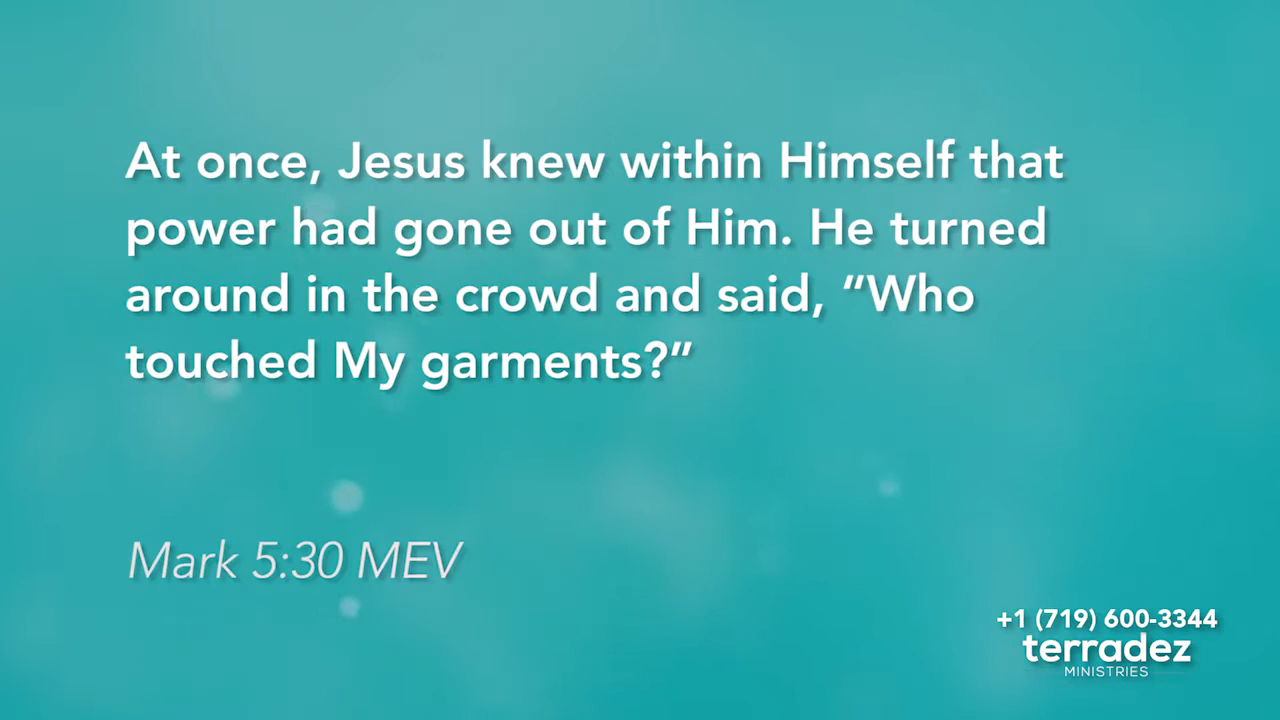 At once, Jesus knew within Himself that
power had gone out of Him. He turned
around in the crowd and said, “Who
touched My garments?”
Mark 5:30 MEV
+1 (719) 600-3344
terradez
MINISTRIES